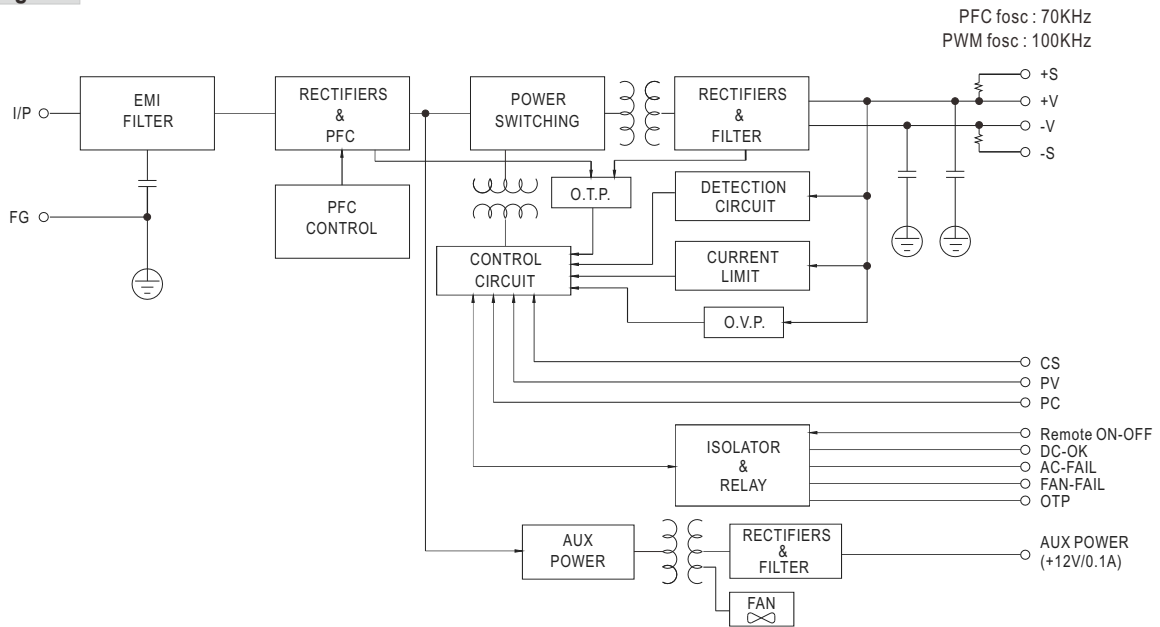 PFC fosc : 70KHz
PWM fosc : 100KHz
I/P
EMI
FILTER
RECTIFIERS
&
PFC
POWER
SWITCHING
RECTIFIERS
&
FILTER
+S
+V
-V
-S
FG
PFC
CONTROL
O.T.P.
DETECTION
CIRCUIT
CONTROL
CIRCUIT
CURRENT
LIMIT
O.V.P.
CS
PV
PC
ISOLATOR
&
RELAY
Remote ON-OFF
DC-OK
AC-FAIL
FAN-FAIL
OTP
AUX
POWER
RECTIFIERS
&
FILTER
AUX POWER
(+12V/0.1A)
FAN